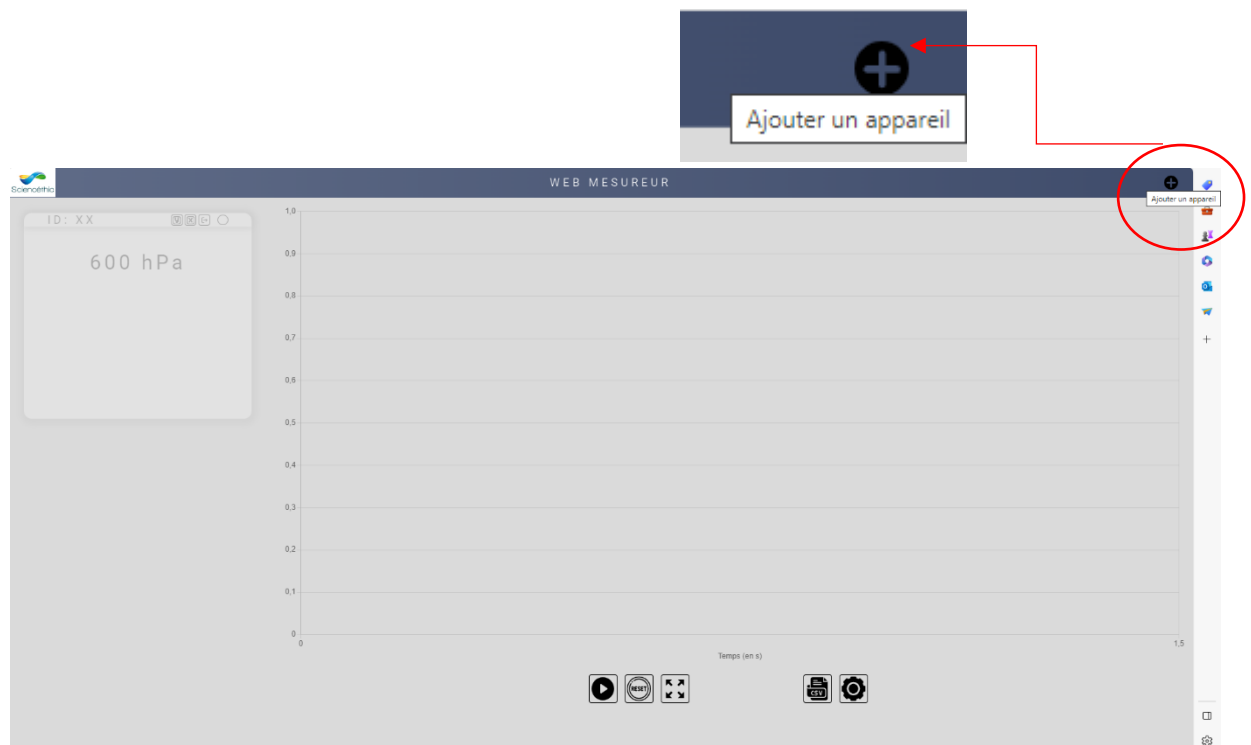 Ajouter un appareil
Sciencéthic
WEB MESUREUR
Ajouter un appareil
ID: XX
600 hPa
1,0
0,9
0,8
0,7
0,6
0,5
0,4
0,3
0,2
0,1
0
0
1,5
Temps (en s)
RESET
CSV